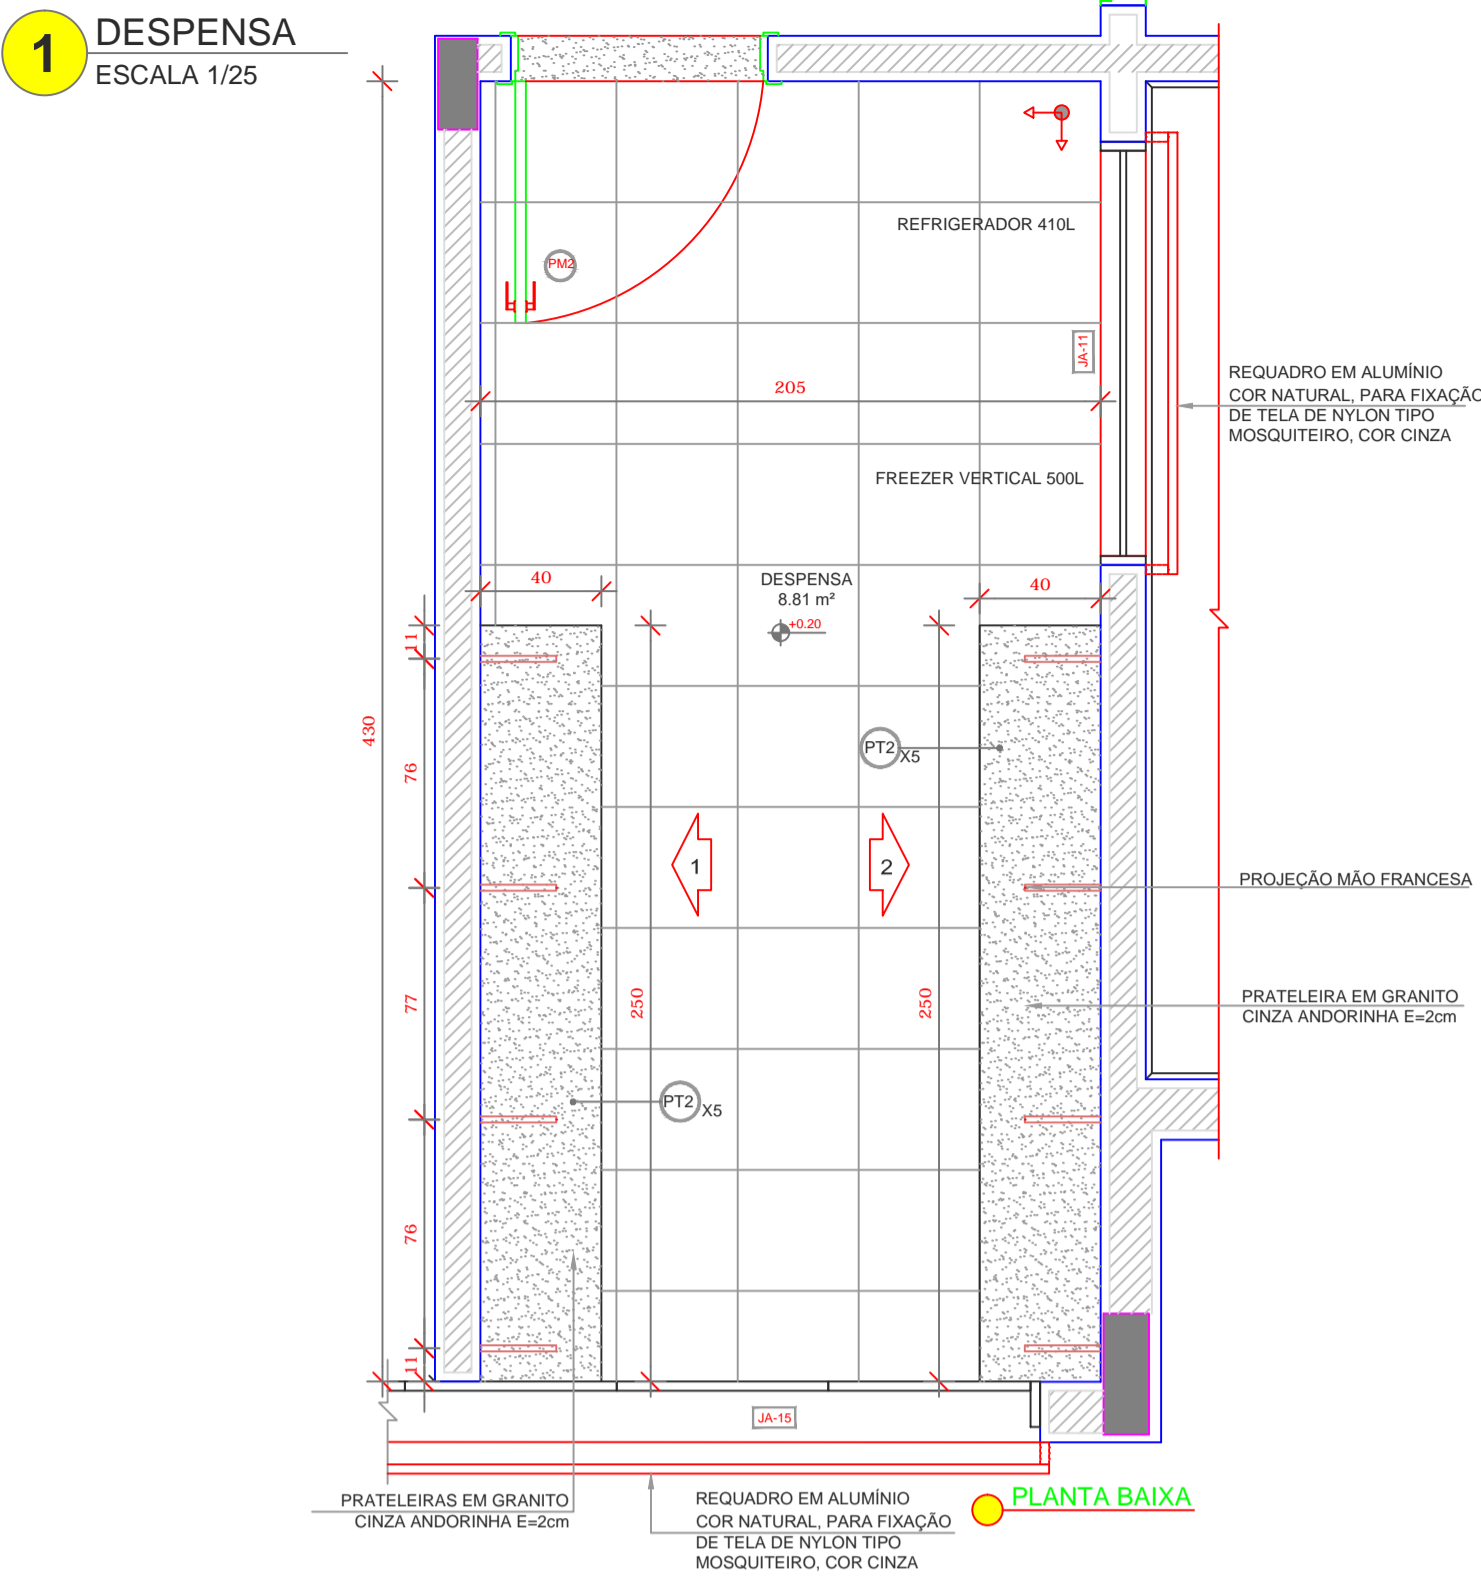 1
DESPENSA
ESCALA 1/25
REFRIGERADOR 410L
PM2
JA-11
205
REQUADRO EM ALUMÍNIO
COR NATURAL, PARA FIXAÇÃO
DE TELA DE NYLON TIPO
MOSQUITEIRO, COR CINZA
FREEZER VERTICAL 500L
40
DESPENSA
8.81 m²
+0.20
40
11
430
76
PT2
X5
1
2
PROJEÇÃO MÃO FRANCESA
77
250
250
PRATELEIRA EM GRANITO
CINZA ANDORINHA E=2cm
PT2
X5
76
11
JA-15
PRATELEIRAS EM GRANITO
CINZA ANDORINHA E=2cm
REQUADRO EM ALUMÍNIO
COR NATURAL, PARA FIXAÇÃO
DE TELA DE NYLON TIPO
MOSQUITEIRO, COR CINZA
PLANTA BAIXA